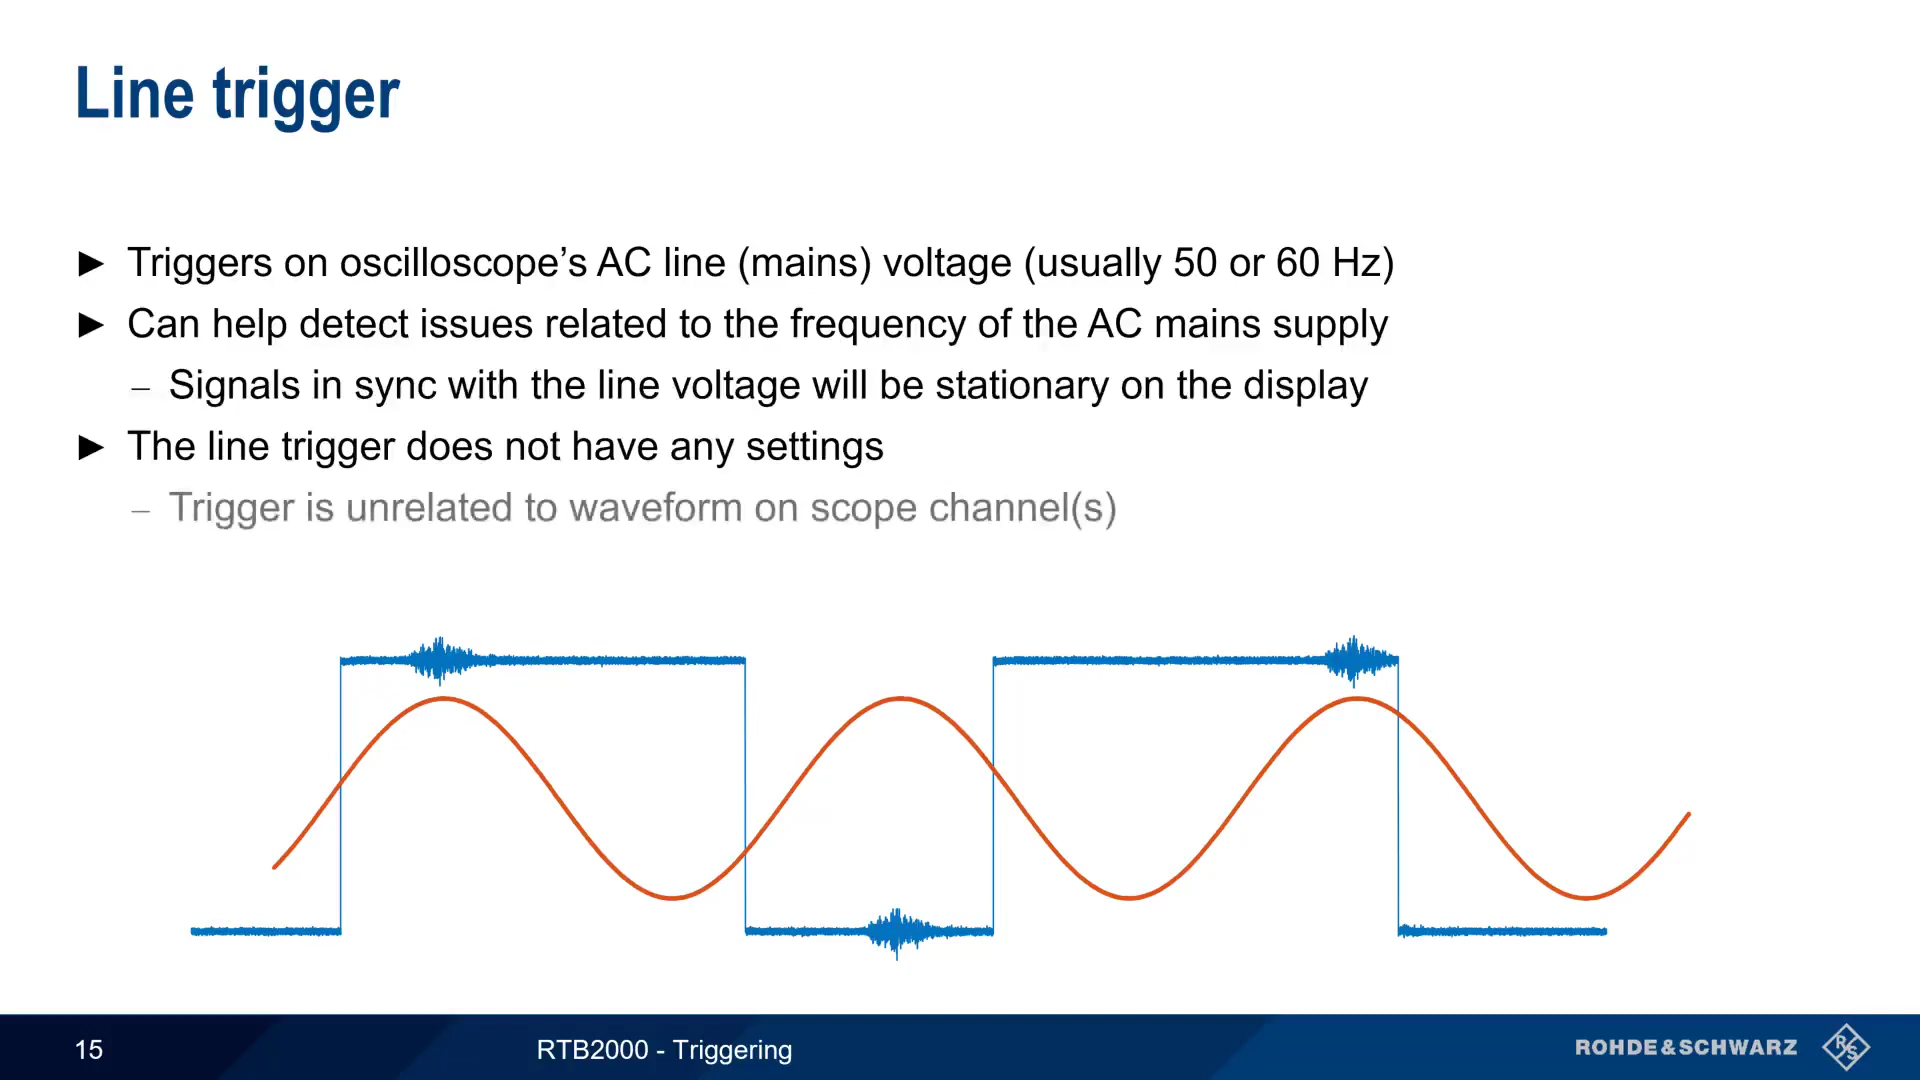 Line trigger
► Triggers on oscilloscope’s AC line (mains) voltage (usually 50 or 60 Hz)
► Can help detect issues related to the frequency of the AC mains supply
– Signals in sync with the line voltage will be stationary on the display
► The line trigger does not have any settings
– Trigger is unrelated to waveform on scope channel(s)
15
RTB2000 - Triggering
ROHDE&SCHWARZ
R
S